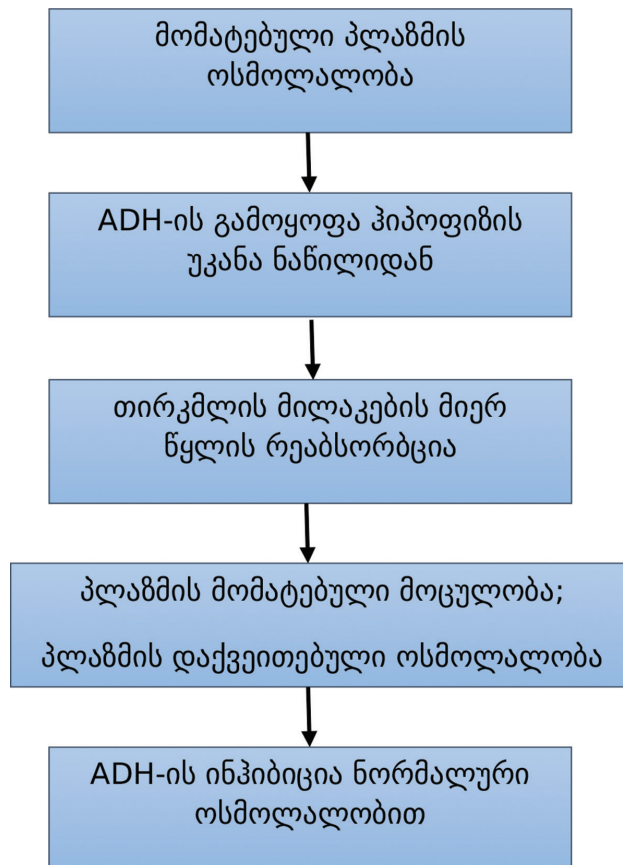 მომატებული პლაზმის
ოსმოლალობა
ADH-ის გამოყოფა ჰიპოფიზის
უკანა ნაწილიდან
თირკმლის მილაკების მიერ
წყლის რეაბსორბცია
პლაზმის მომატებული მოცულობა;
პლაზმის დაქვეითებული ოსმოლალობა
ADH-ის ინჰიბიცია ნორმალური
ოსმოლალობით